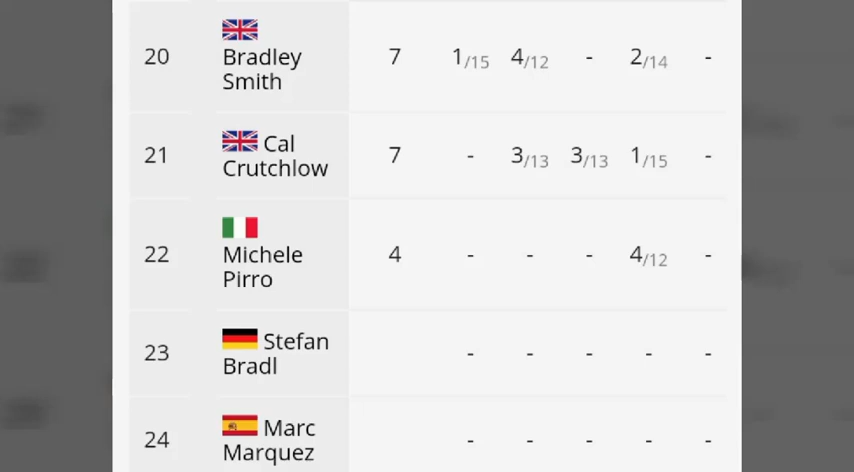 20 Bradley Smith 7 1/15 4/12 - 2/14 -
21 Cal Crutchlow 7 - 3/13 3/13 1/15 -
22 Michele Pirro 4 - - - 4/12 -
23 Stefan Bradl - - - - -
24 Marc Marquez - - - - -